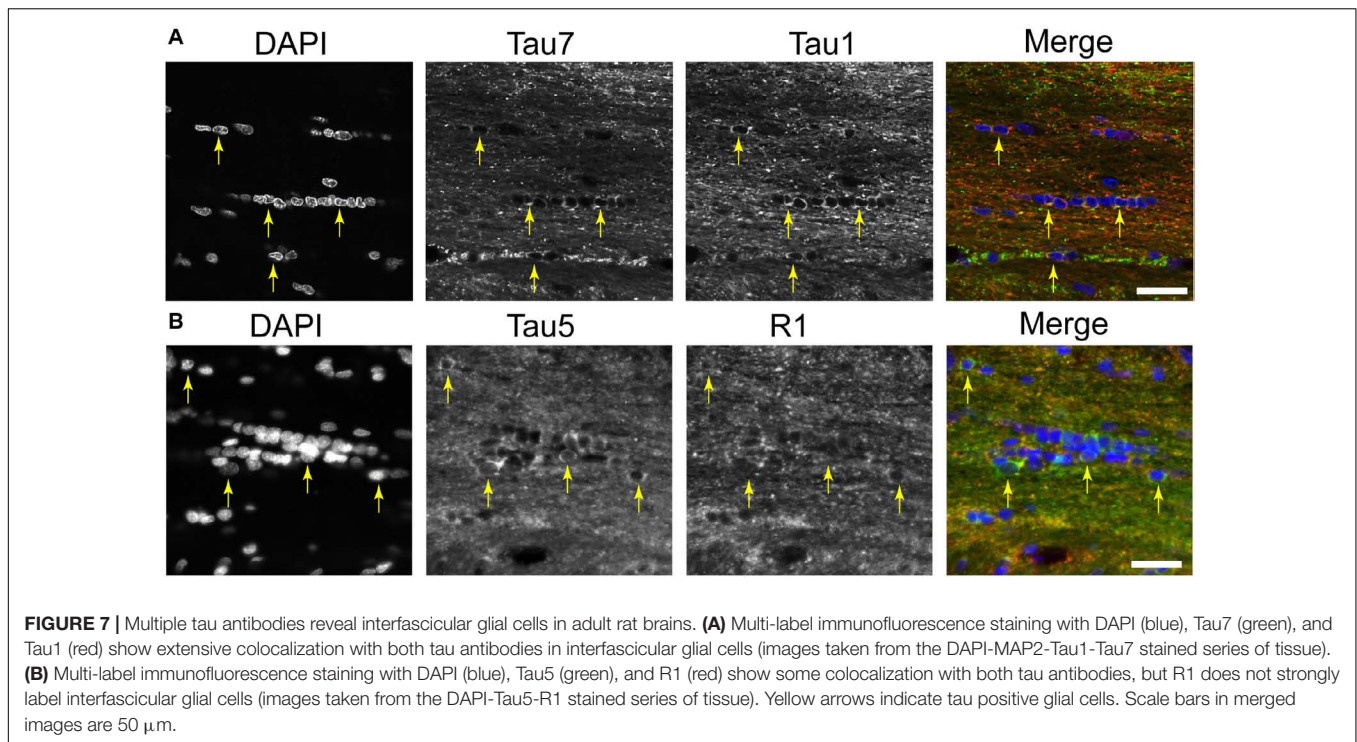 A
DAPI Tau7 Tau1 Merge
B
DAPI Tau5 R1 Merge
FIGURE 7 | Multiple tau antibodies reveal interfascicular glial cells in adult rat brains. (A) Multi-label immunofluorescence staining with DAPI (blue), Tau7 (green), and
Tau1 (red) show extensive colocalization with both tau antibodies in interfascicular glial cells (images taken from the DAPI-MAP2-Tau1-Tau7 stained series of tissue).
(B) Multi-label immunofluorescence staining with DAPI (blue), Tau5 (green), and R1 (red) show some colocalization with both tau antibodies, but R1 does not strongly
label interfascicular glial cells (images taken from the DAPI-Tau5-R1 stained series of tissue). Yellow arrows indicate tau positive glial cells. Scale bars in merged
images are 50 μm.